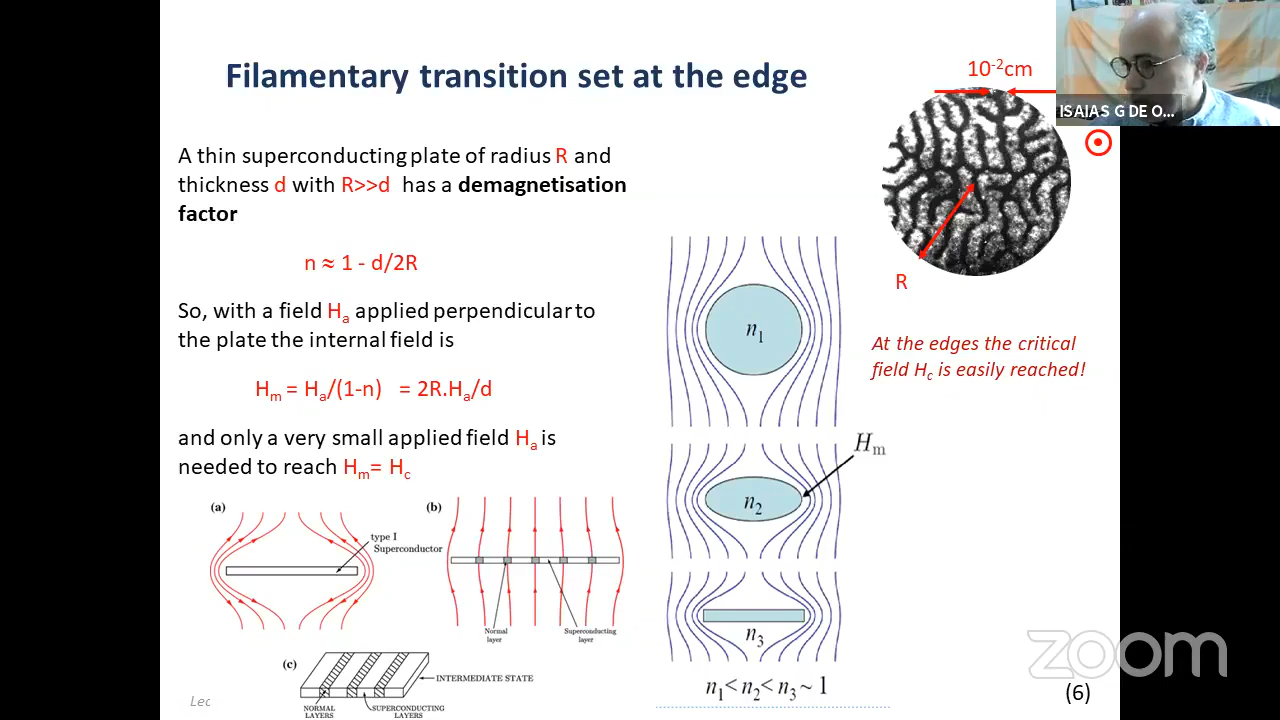 Filamentary transition set at the edge
10-2cm
ISAIAS G DE O...
A thin superconducting plate of radius R and
thickness d with R>>d has a demagnetisation
factor
n ≈ 1 - d/2R
So, with a field Ha applied perpendicular to
the plate the internal field is
Hm = Ha/(1-n) = 2R.Ha/d
and only a very small applied field Ha is
needed to reach Hm= Hc
R
At the edges the critical
field Hc is easily reached!
n1
Hm
n2
n3
n1< n2< n3~ 1
(a)
type I
Superconductor
(b)
Normal
layer
Superconducting
layer
(c)
INTERMEDIATE STATE
NORMAL
LAYERS
SUPERCONDUCTING
LAYERS
Lec
zoom
(6)